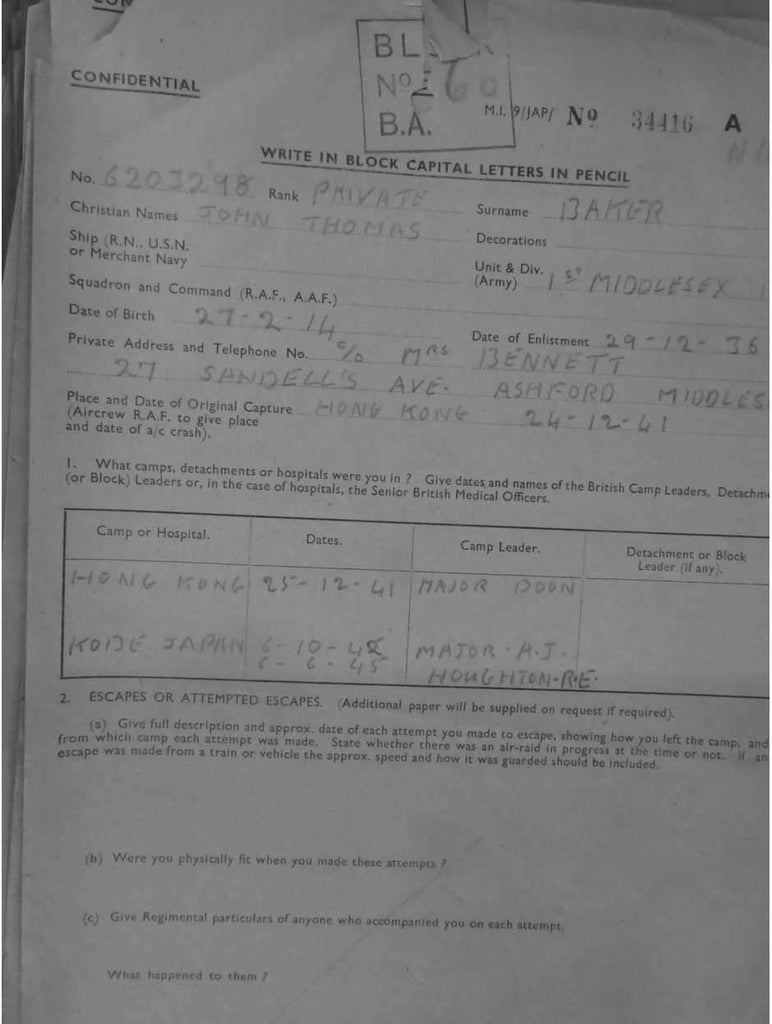 CONFIDENTIAL
BLOCK
No
B.A.
M.I. 9/JAP/ No 34416 A
WRITE IN BLOCK CAPITAL LETTERS IN PENCIL
No. 6203298 Rank PRIVATE Surname BAKER
Christian Names JOHN THOMAS Decorations
Ship (R.N., U.S.N.
or Merchant Navy
Unit & Div.
(Army) 1ST MIDDLESEX
Squadron and Command (R.A.F., A.A.F.)
Date of Birth 27-2-14 Date of Enlistment 29-12-36
Private Address and Telephone No. c/o MRS BENNETT
27 SANDELL'S AVE. ASHFORD MIDDLES
Place and Date of Original Capture HONG KONG 24-12-41
(Aircrew R.A.F. to give place
and date of a/c crash).
1. What camps, detachments or hospitals were you in ? Give dates and names of the British Camp Leaders, Detachm
(or Block) Leaders or, in the case of hospitals, the Senior British Medical Officers.
Camp or Hospital. Dates. Camp Leader. Detachment or Block
Leader (if any).
HONG KONG 25-12-41 MAJOR BOON
KOBE JAPAN 6-10-42 MAJOR. A.J.
6-6-45 HOUGHTON.R.E.
2. ESCAPES OR ATTEMPTED ESCAPES. (Additional paper will be supplied on request if required).
(a) Give full description and approx. date of each attempt you made to escape, showing how you left the camp, and
from which camp each attempt was made. State whether there was an air-raid in progress at the time or not. If an
escape was made from a train or vehicle the approx. speed and how it was guarded should be included.
(b) Were you physically fit when you made these attempts ?
(c) Give Regimental particulars of anyone who accompanied you on each attempt.
What happened to them ?